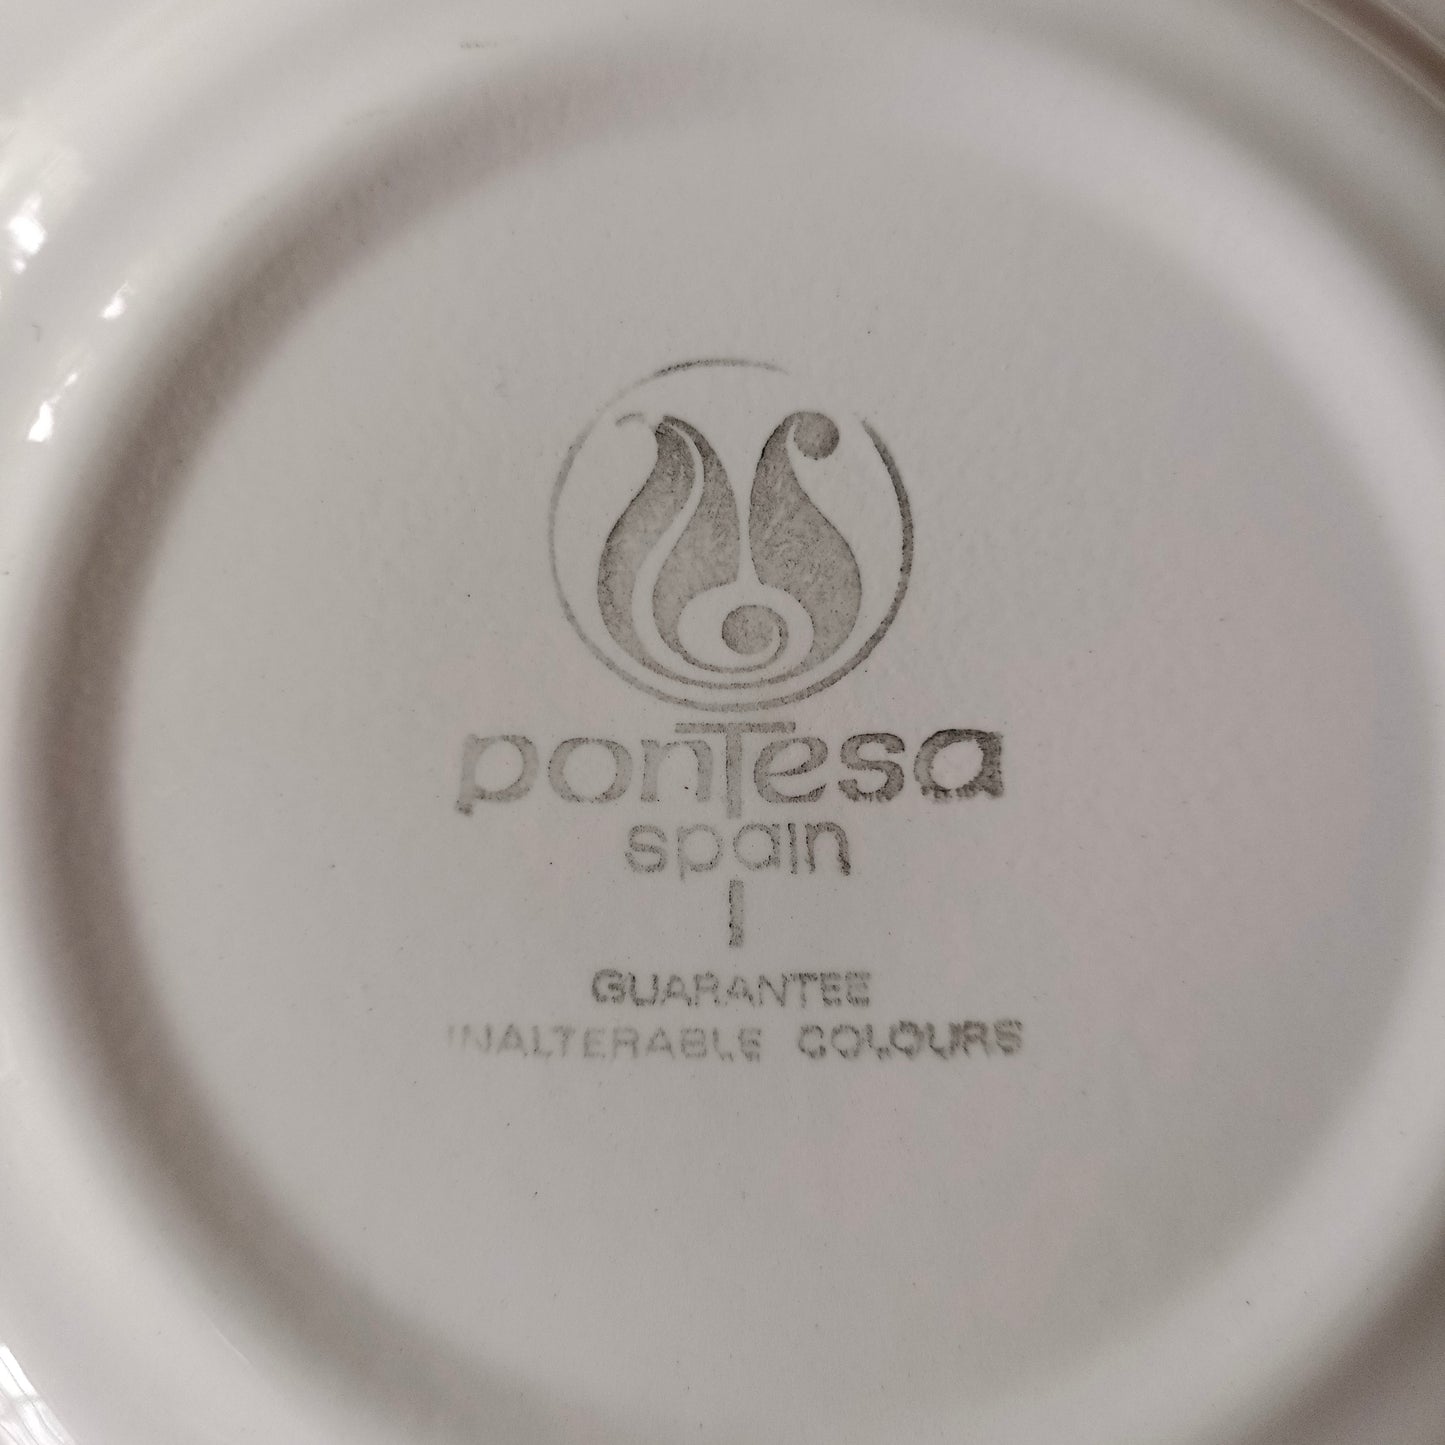 ponTesa
spain
I
GUARANTEE
INALTERABLE COLOURS